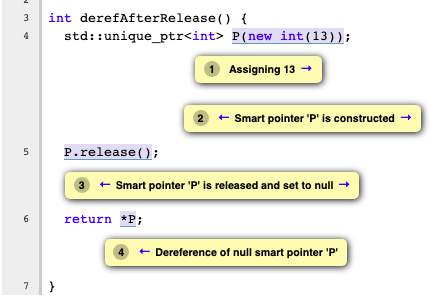 3 int derefAfterRelease() {
4 std::unique_ptr<int> P(new int(13));
1 Assigning 13 →
2 ← Smart pointer 'P' is constructed →
5 P.release();
3 ← Smart pointer 'P' is released and set to null →
6 return *P;
4 ← Dereference of null smart pointer 'P'
7 }